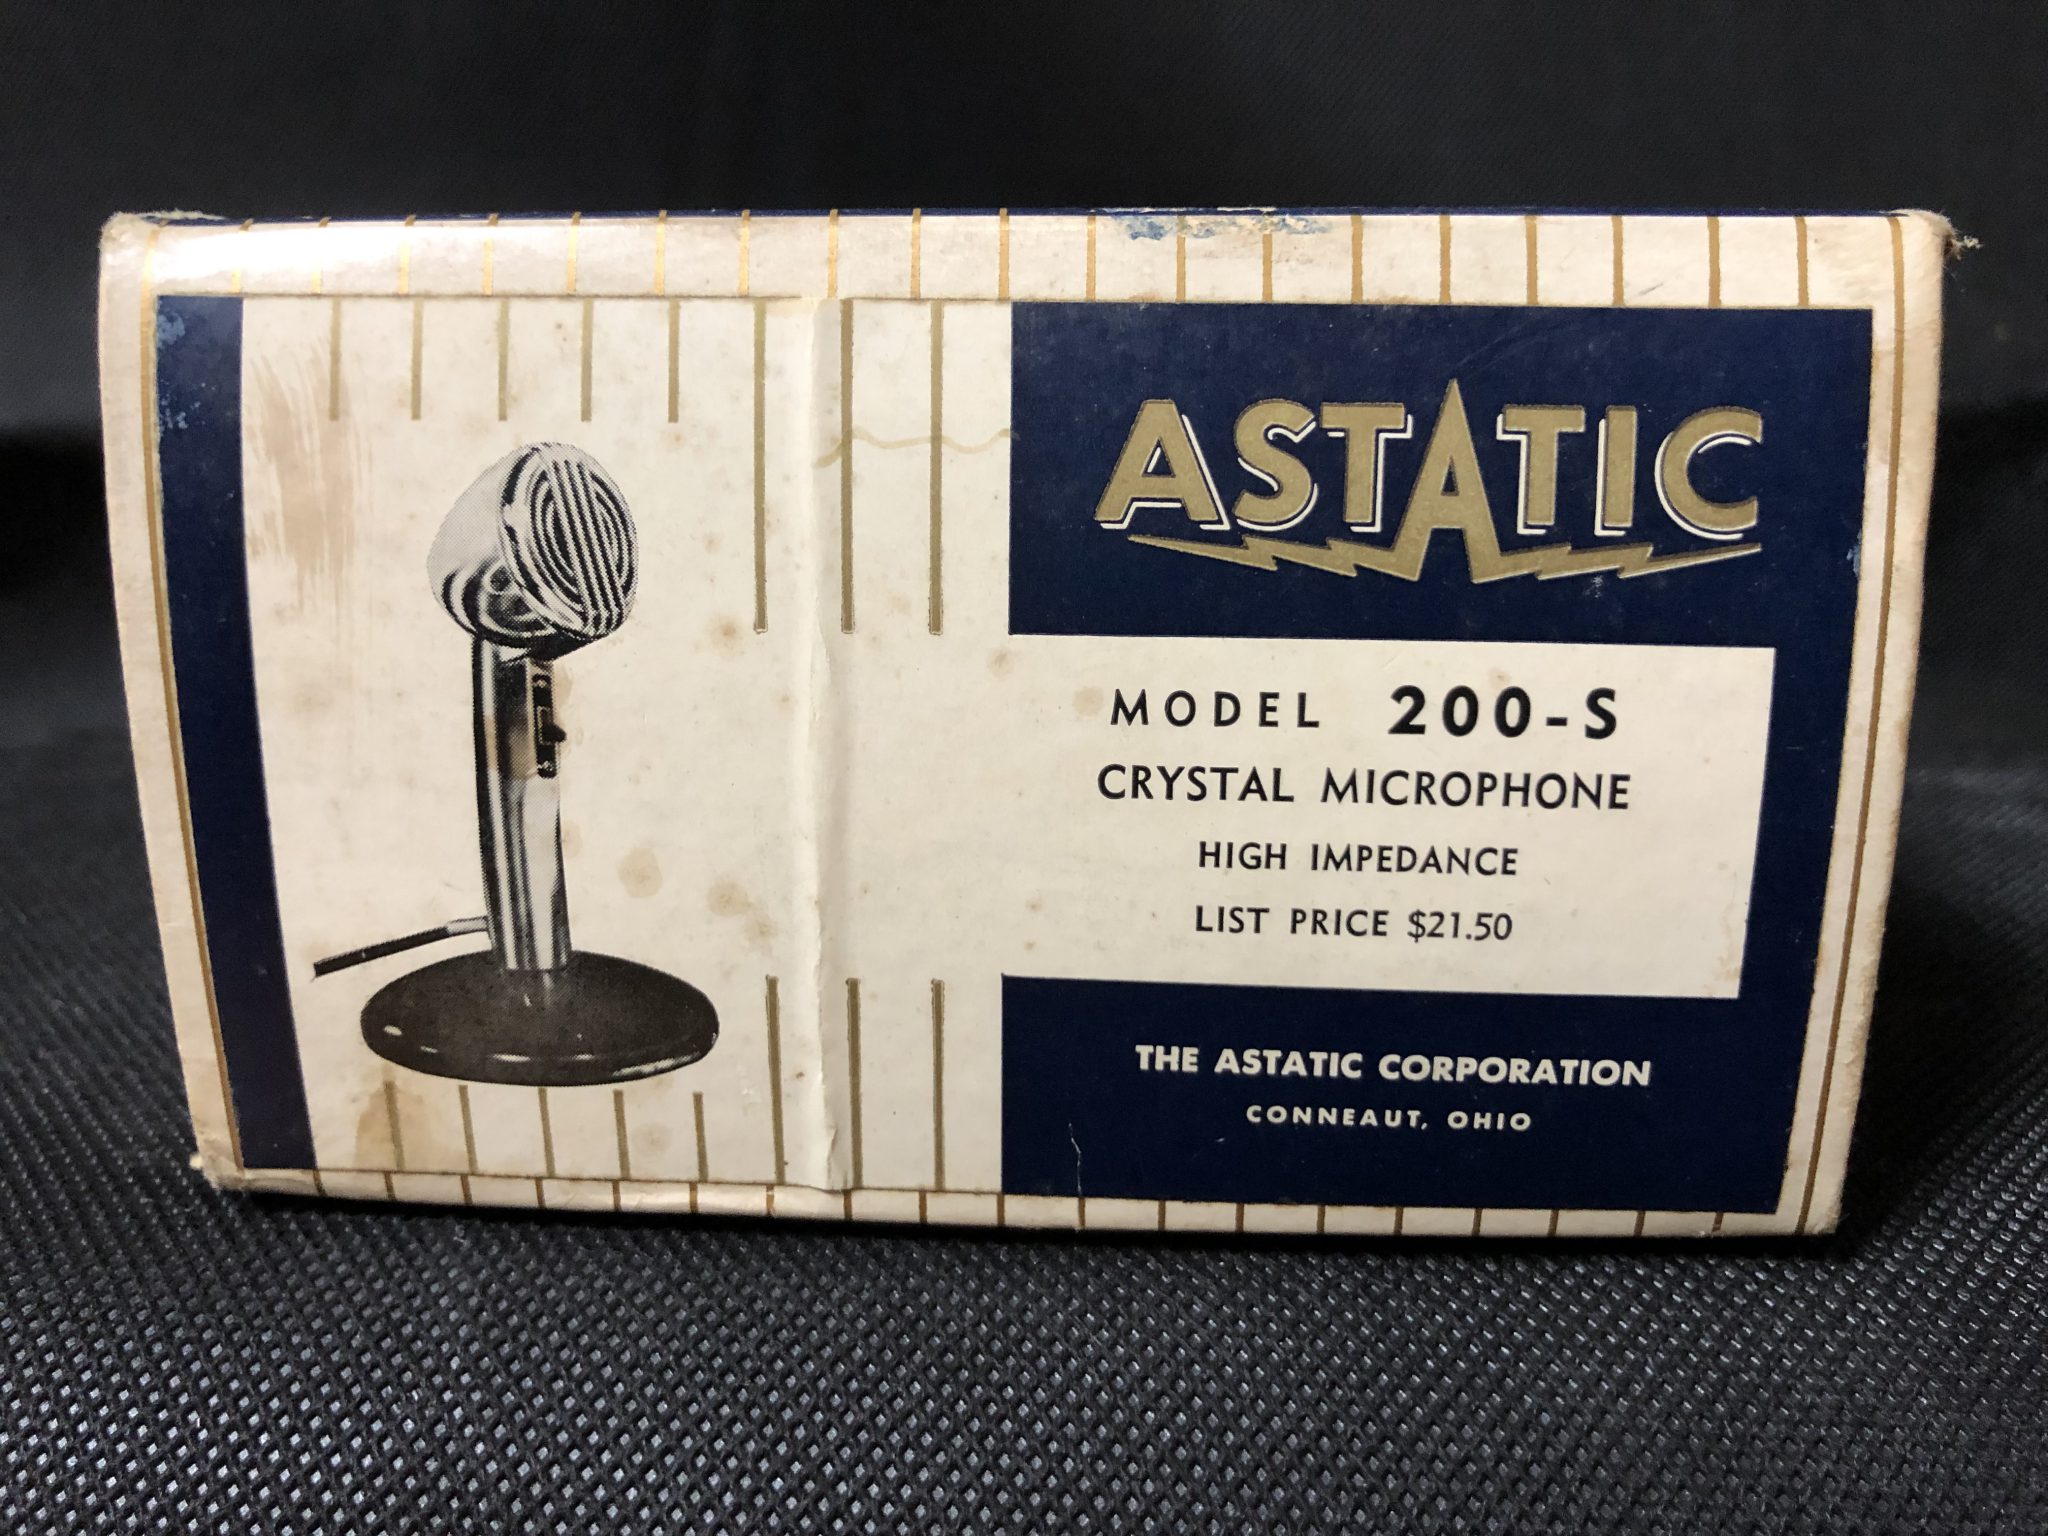 ASTATIC
MODEL 200-S
CRYSTAL MICROPHONE
HIGH IMPEDANCE
LIST PRICE $21.50
THE ASTATIC CORPORATION
CONNEAUT, OHIO